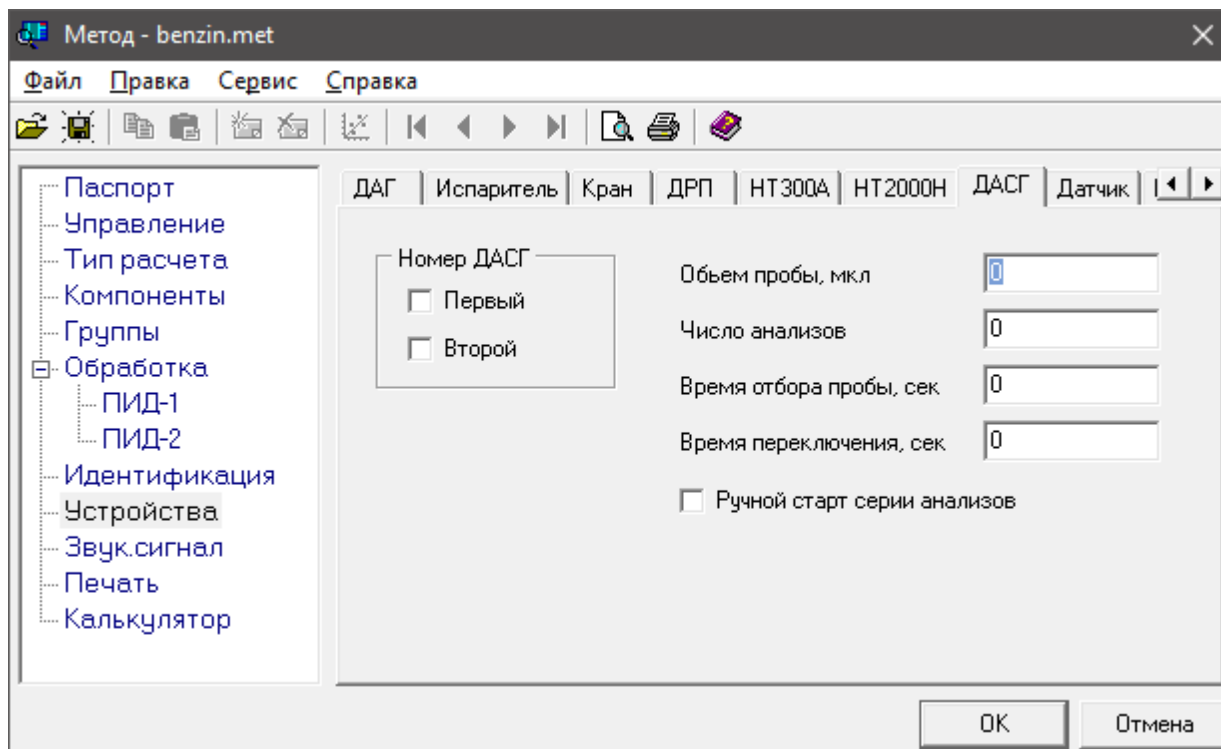 Метод - benzin.met
Файл Правка Сервис Справка
Паспорт
Управление
Тип расчета
Компоненты
Группы
Обработка
ПИД-1
ПИД-2
Идентификация
Устройства
Звук.сигнал
Печать
Калькулятор
ДАГ Испаритель Кран ДРП HT300A HT2000H ДАСГ Датчик
Номер ДАСГ
Первый
Второй
Обьем пробы, мкл 0
Число анализов 0
Время отбора пробы, сек 0
Время переключения, сек 0
Ручной старт серии анализов
OK Отмена